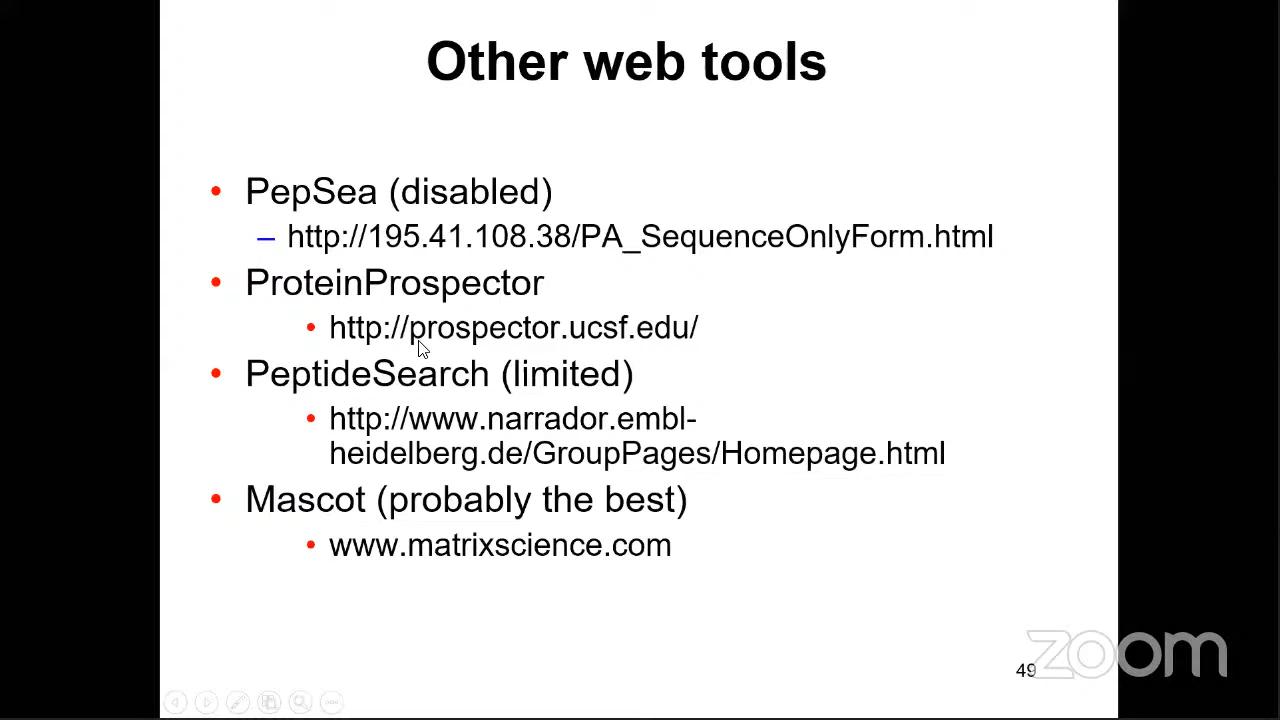 Other web tools
• PepSea (disabled)
– http://195.41.108.38/PA_SequenceOnlyForm.html
• ProteinProspector
• http://prospector.ucsf.edu/
• PeptideSearch (limited)
• http://www.narrador.embl-
heidelberg.de/GroupPages/Homepage.html
• Mascot (probably the best)
• www.matrixscience.com
49
zoom